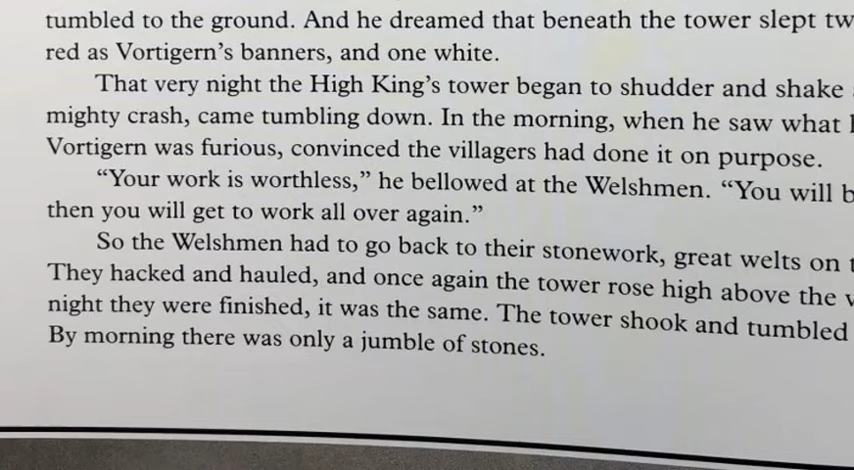 tumbled to the ground. And he dreamed that beneath the tower slept
red as Vortigern’s banners, and one white.
That very night the High King’s tower began to shudder and shake
mighty crash, came tumbling down. In the morning, when he saw what
Vortigern was furious, convinced the villagers had done it on purpose.
“Your work is worthless,” he bellowed at the Welshmen. “You will
then you will get to work all over again.”
So the Welshmen had to go back to their stonework, great welts on
They hacked and hauled, and once again the tower rose high above the
night they were finished, it was the same. The tower shook and tumbled
By morning there was only a jumble of stones.